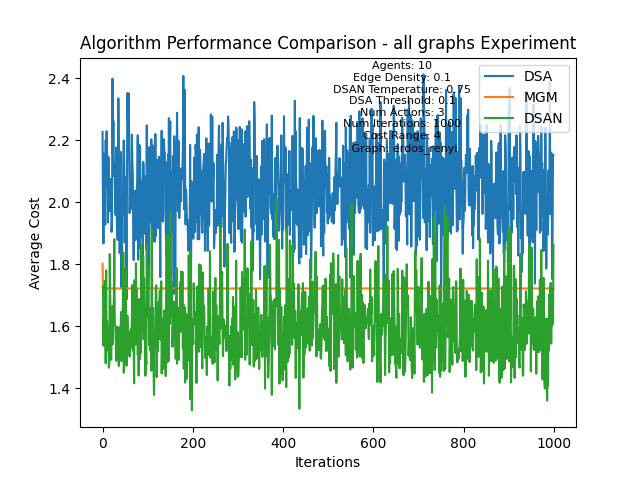 Algorithm Performance Comparison - all graphs Experiment
Agents: 10
Edge Density: 0.1
DSAN Temperature: 0.75
DSA Threshold: 0.1
Num Actions: 3
Num Iterations: 1000
Cost Range: 4
Graph: erdos_renyi
DSA
MGM
DSAN
Average Cost
2.4
2.2
2.0
1.8
1.6
1.4
0 200 400 600 800 1000
Iterations